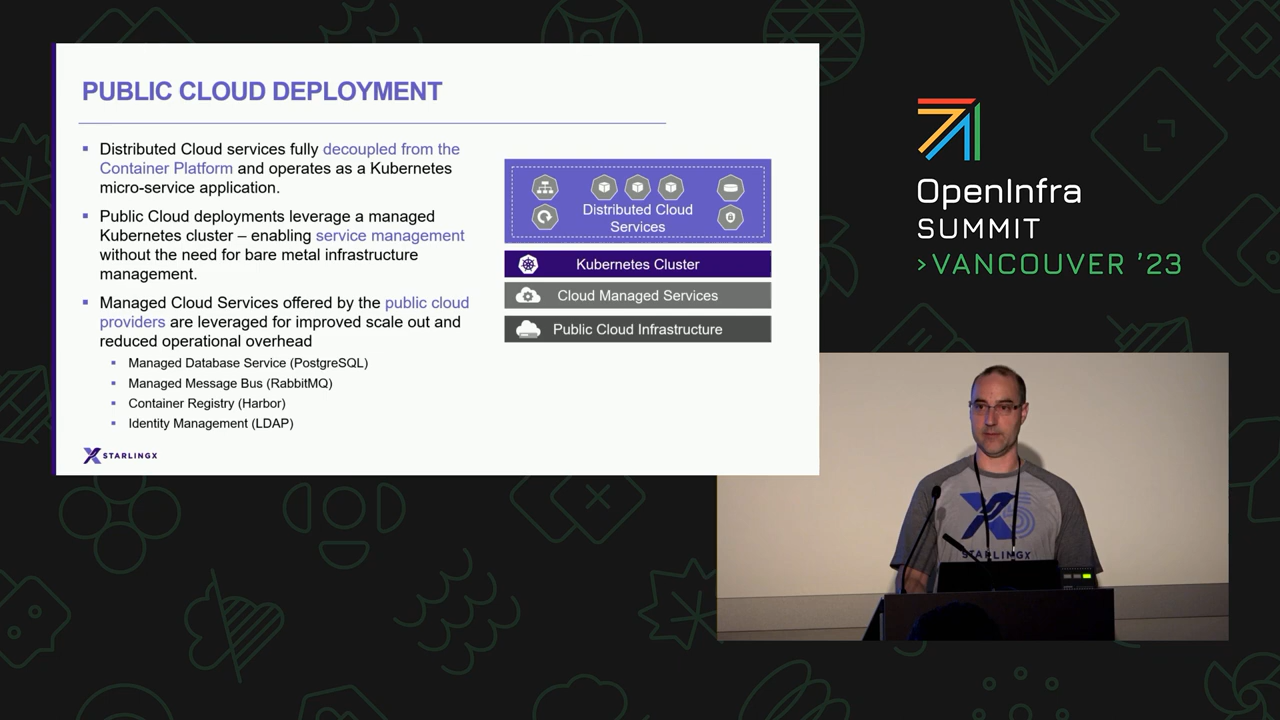 PUBLIC CLOUD DEPLOYMENT
Distributed Cloud services fully decoupled from the
Container Platform and operates as a Kubernetes
micro-service application.
Public Cloud deployments leverage a managed
Kubernetes cluster – enabling service management
without the need for bare metal infrastructure
management.
Managed Cloud Services offered by the public cloud
providers are leveraged for improved scale out and
reduced operational overhead
Managed Database Service (PostgreSQL)
Managed Message Bus (RabbitMQ)
Container Registry (Harbor)
Identity Management (LDAP)
STARLINGX
Distributed Cloud
Services
Kubernetes Cluster
Cloud Managed Services
Public Cloud Infrastructure
OpenInfra
SUMMIT
>VANCOUVER ’23
STARLINGX